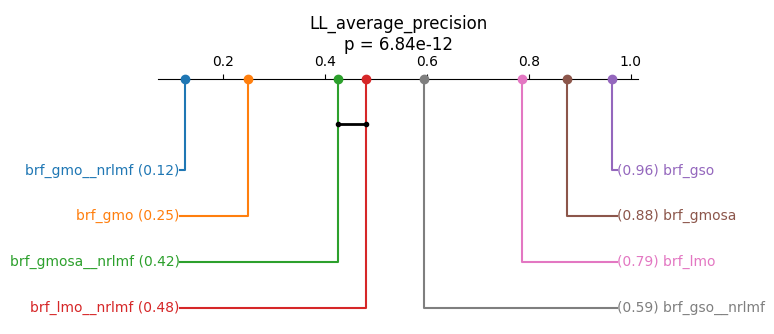 LL_average_precision
p = 6.84e-12
0.2 0.4 0.6 0.8 1.0
brf_gmo__nrlmf (0.12) (0.96) brf_gso
brf_gmo (0.25) (0.88) brf_gmosa
brf_gmosa__nrlmf (0.42) (0.79) brf_lmo
brf_lmo__nrlmf (0.48) (0.59) brf_gso__nrlmf